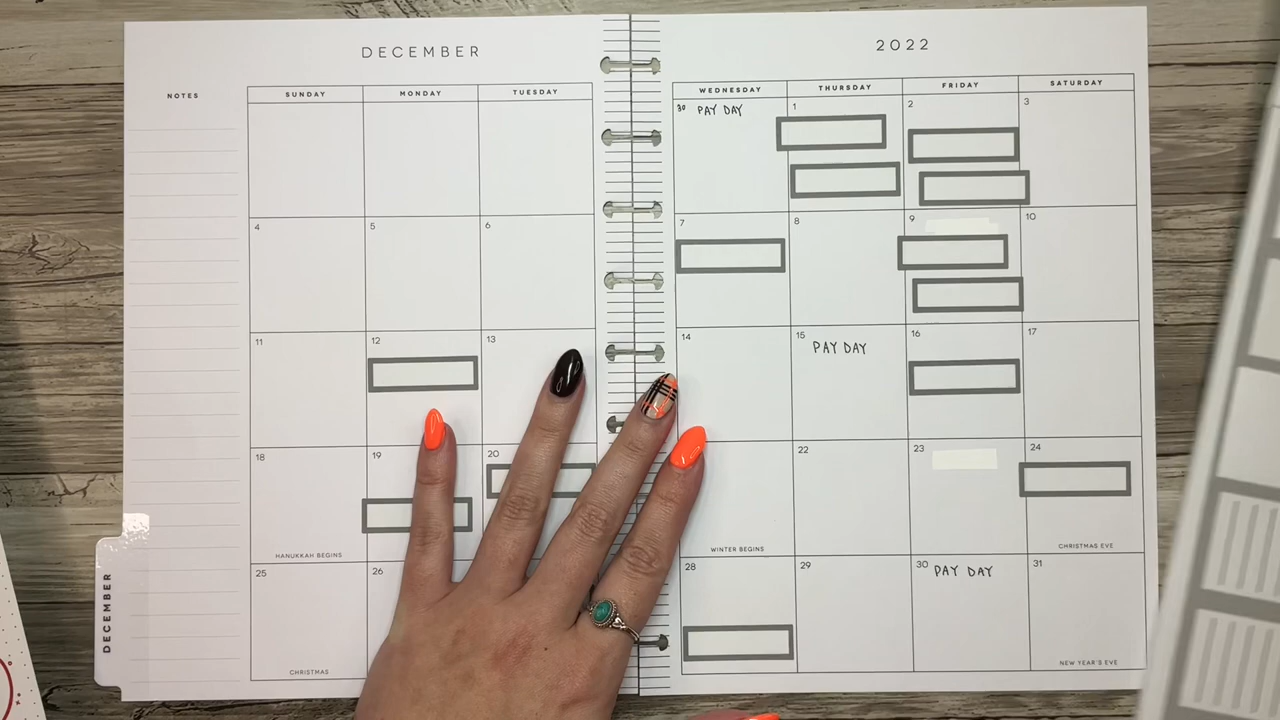 DECEMBER
2022
NOTES
SUNDAY MONDAY TUESDAY WEDNESDAY THURSDAY FRIDAY SATURDAY
30 PAY DAY 1 2 3
4 5 6 7 8 9 10
11 12 13 14 15 PAY DAY 16 17
18 HANUKKAH BEGINS 19 20 WINTER BEGINS 22 23 24 CHRISTMAS EVE
25 CHRISTMAS 26 28 29 30 PAY DAY 31 NEW YEAR'S EVE
DECEMBER